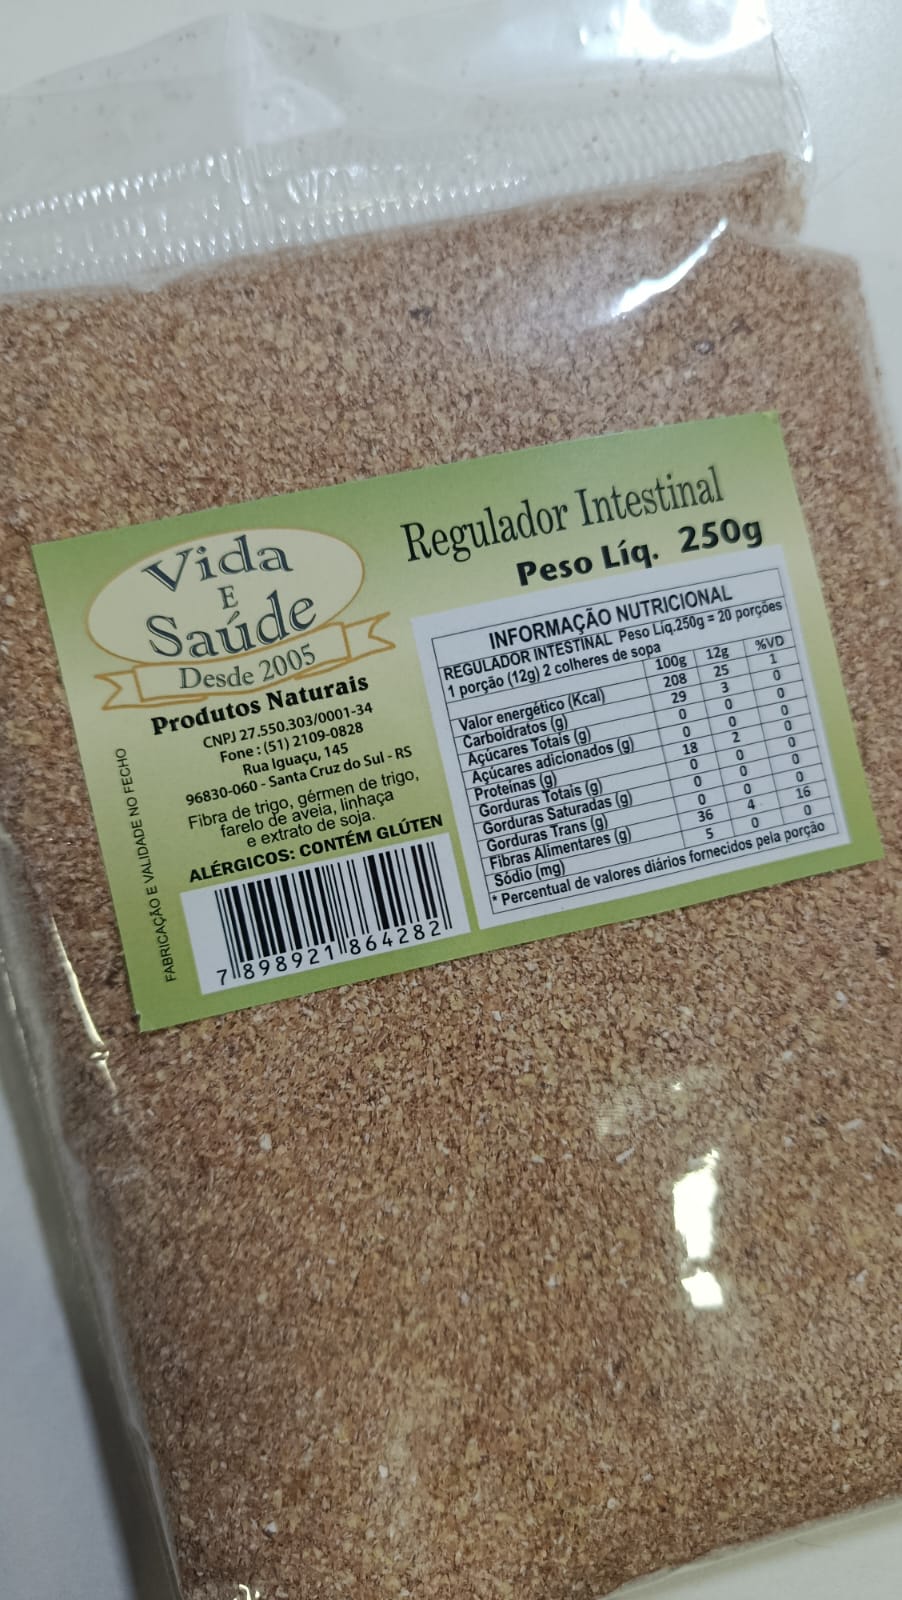 Vida
E
Saúde
Desde 2005
Produtos Naturais
CNPJ 27.550.303/0001-34
Fone : (51) 2109-0828
Rua Iguaçu, 145
96830-060 - Santa Cruz do Sul - RS
Fibra de trigo, gérmen de trigo,
farelo de aveia, linhaça
e extrato de soja.
ALÉRGICOS: CONTÉM GLÚTEN
FABRICAÇÃO E VALIDADE NO FECHO
7 898921 864282
Regulador Intestinal
Peso Líq. 250g
INFORMAÇÃO NUTRICIONAL
REGULADOR INTESTINAL Peso Liq.250g = 20 porções
1 porção (12g) 2 colheres de sopa
100g 12g %VD
Valor energético (Kcal) 208 25 1
Carboidratos (g) 29 3 0
Açúcares Totais (g) 0 0 0
Açúcares adicionados (g) 0 0 0
Proteínas (g) 18 2 0
Gorduras Totais (g) 0 0 0
Gorduras Saturadas (g) 0 0 0
Gorduras Trans (g) 0 0 0
Fibras Alimentares (g) 36 4 16
Sódio (mg) 5 0 0
* Percentual de valores diários fornecidos pela porção